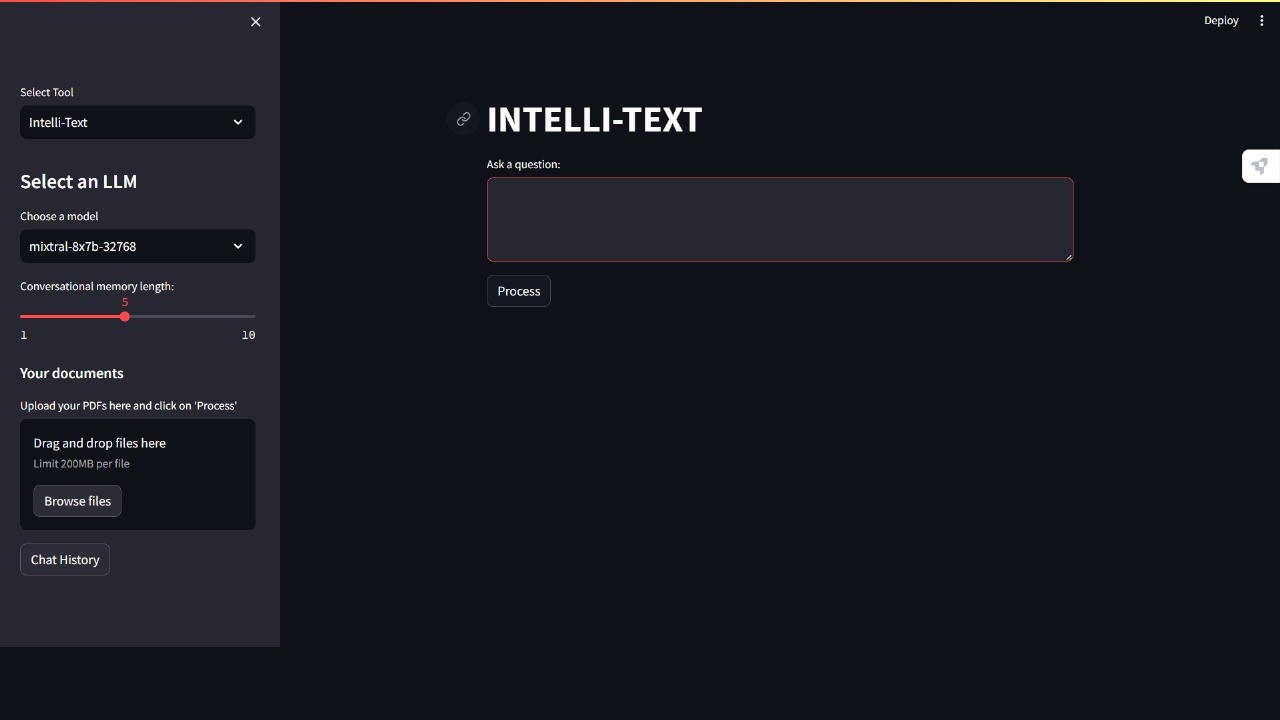 Deploy
Select Tool
Intelli-Text
Select an LLM
Choose a model
mixtral-8x7b-32768
Conversational memory length:
5
1 10
Your documents
Upload your PDFs here and click on 'Process'
Drag and drop files here
Limit 200MB per file
Browse files
Chat History
INTELLI-TEXT
Ask a question:
Process